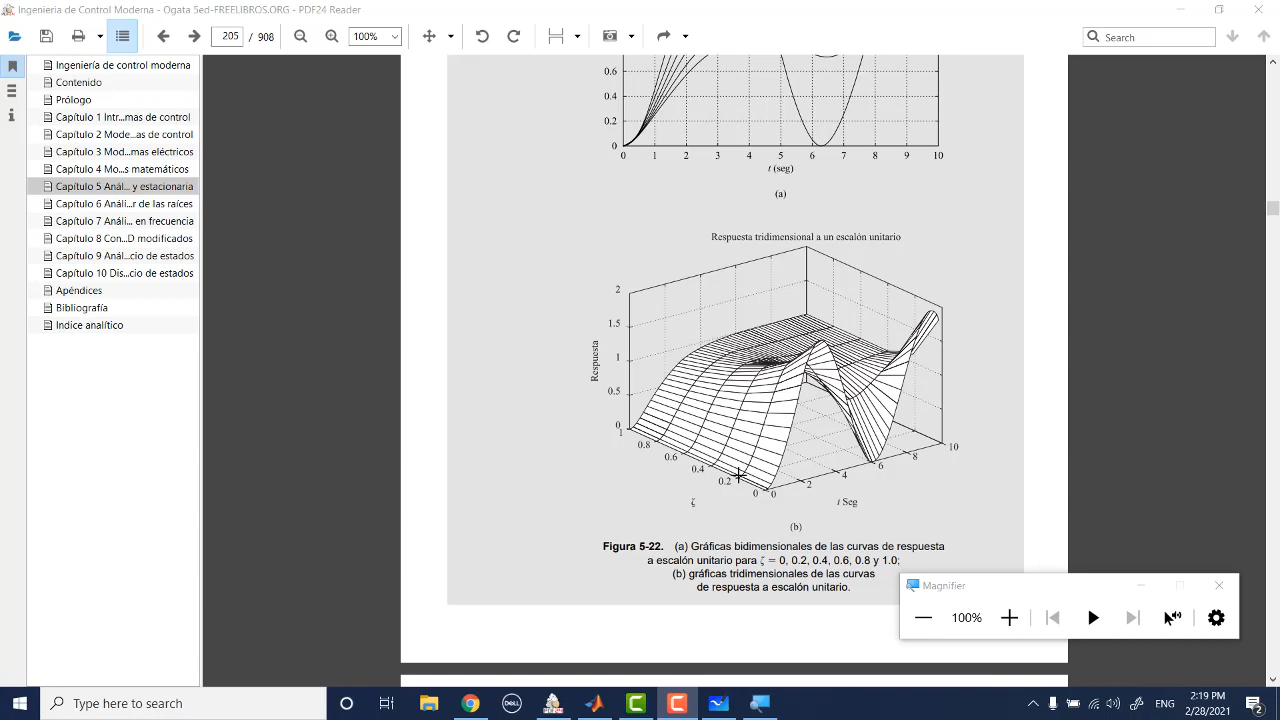 Ingenieria de Control Moderna - Ogata 5ed-FREELIBROS.ORG - PDF24 Reader
205 / 908
100%
Search
Ingeniería de control moderna
Contenido
Prólogo
Capítulo 1 Intr...mas de control
Capítulo 2 Mode...as de control
Capítulo 3 Mod...mas eléctricos
Capítulo 4 Mo...s matemáticos
Capítulo 5 Anál... y estacionaria
Capítulo 6 Análi...r de las raíces
Capítulo 7 Análi... en frecuencia
Capítulo 8 Con...D modificados
Capítulo 9 Anál...cio de estados
Capítulo 10 Dis...cio de estados
Apéndices
Bibliografía
Indice analítico
0.6
0.4
0.2
0
0 1 2 3 4 5 6 7 8 9 10
t (seg)
(a)
Respuesta tridimensional a un escalón unitario
2
1.5
1
0.5
0
Respuesta
1 0.8 0.6 0.4 0.2 0
ζ
0 2 4 6 8 10
t Seg
(b)
Figura 5-22. (a) Gráficas bidimensionales de las curvas de respuesta
a escalón unitario para ζ = 0, 0.2, 0.4, 0.6, 0.8 y 1.0;
(b) gráficas tridimensionales de las curvas
de respuesta a escalón unitario.
Magnifier
100%
Type here to search
DELL
ENG
2:19 PM
2/28/2021
2